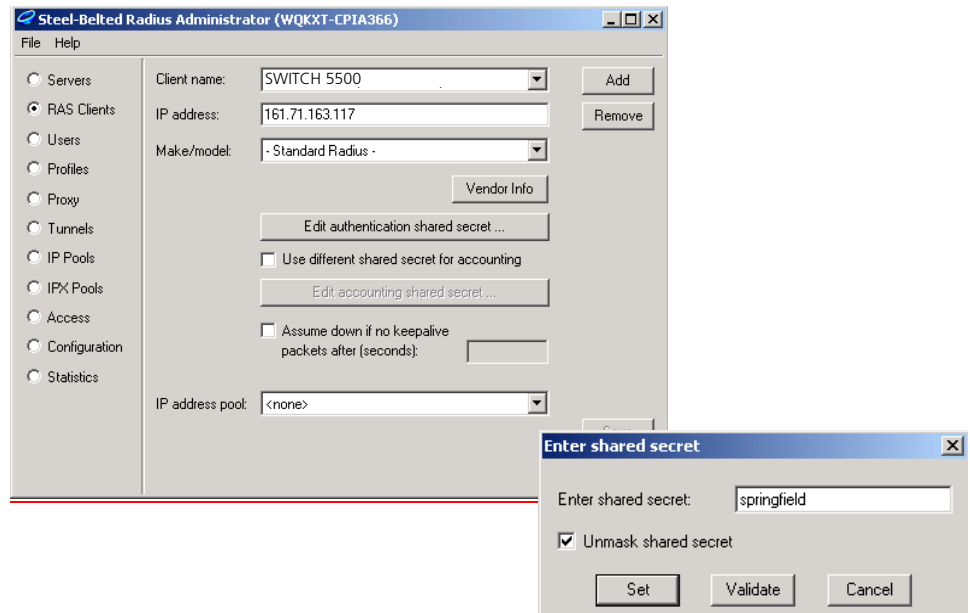 Steel-Belted Radius Administrator (WQKXT-CPIA366)
File Help
Servers
RAS Clients
Users
Profiles
Proxy
Tunnels
IP Pools
IPX Pools
Access
Configuration
Statistics
Client name: SWITCH 5500
Add
IP address: 161.71.163.117
Remove
Make/model: - Standard Radius -
Vendor Info
Edit authentication shared secret ...
Use different shared secret for accounting
Edit accounting shared secret ...
Assume down if no keepalive
packets after (seconds):
IP address pool: <none>
Enter shared secret
Enter shared secret: springfield
Unmask shared secret
Set Validate Cancel